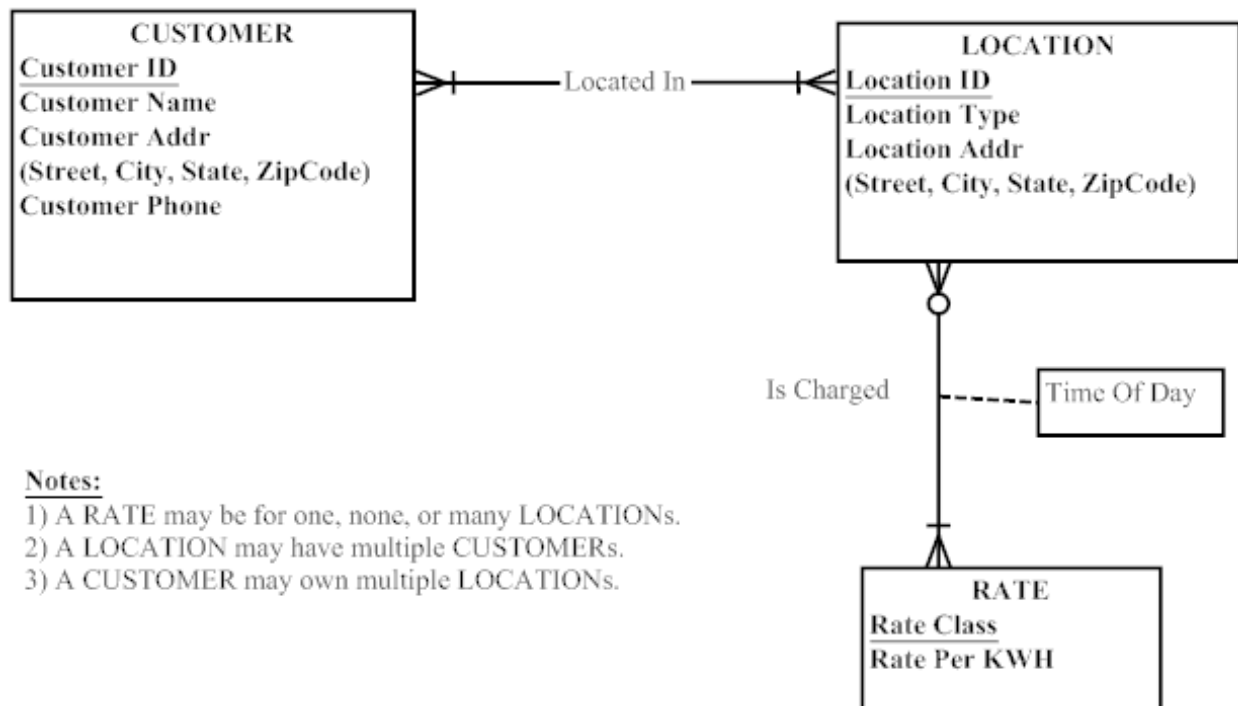 CUSTOMER
Customer ID
Customer Name
Customer Addr
(Street, City, State, ZipCode)
Customer Phone
Located In
LOCATION
Location ID
Location Type
Location Addr
(Street, City, State, ZipCode)
Is Charged
Time Of Day
Notes:
1) A RATE may be for one, none, or many LOCATIONs.
2) A LOCATION may have multiple CUSTOMERs.
3) A CUSTOMER may own multiple LOCATIONs.
RATE
Rate Class
Rate Per KWH